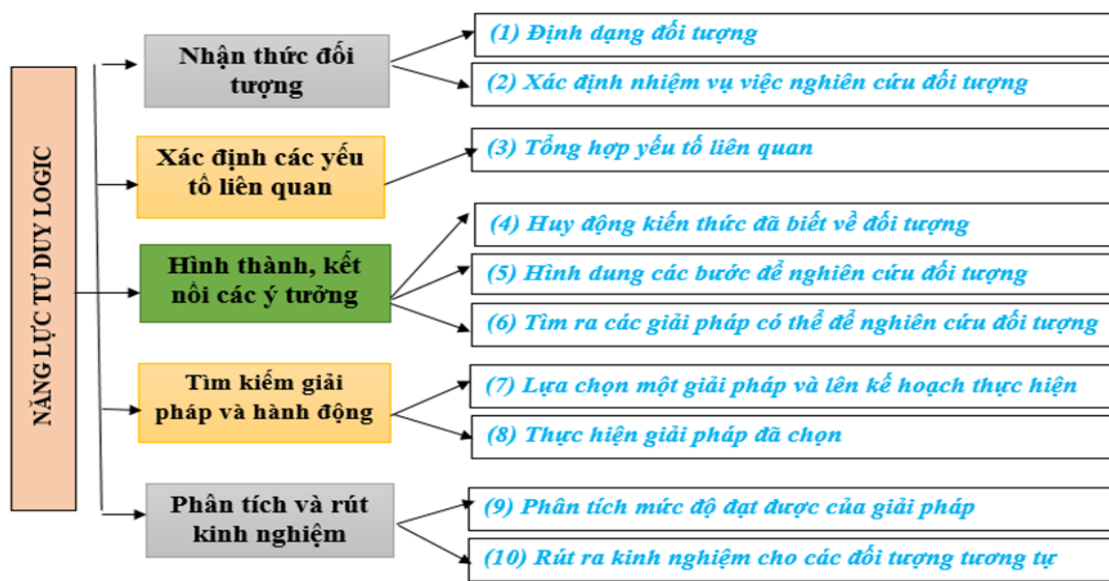 NĂNG LỰC TƯ DUY LOGIC
Nhận thức đối
tượng
(1) Định dạng đối tượng
(2) Xác định nhiệm vụ việc nghiên cứu đối tượng
Xác định các yếu
tố liên quan
(3) Tổng hợp yếu tố liên quan
Hình thành, kết
nối các ý tưởng
(4) Huy động kiến thức đã biết về đối tượng
(5) Hình dung các bước để nghiên cứu đối tượng
(6) Tìm ra các giải pháp có thể để nghiên cứu đối tượng
Tìm kiếm giải
pháp và hành động
(7) Lựa chọn một giải pháp và lên kế hoạch thực hiện
(8) Thực hiện giải pháp đã chọn
Phân tích và rút
kinh nghiệm
(9) Phân tích mức độ đạt được của giải pháp
(10) Rút ra kinh nghiệm cho các đối tượng tương tự